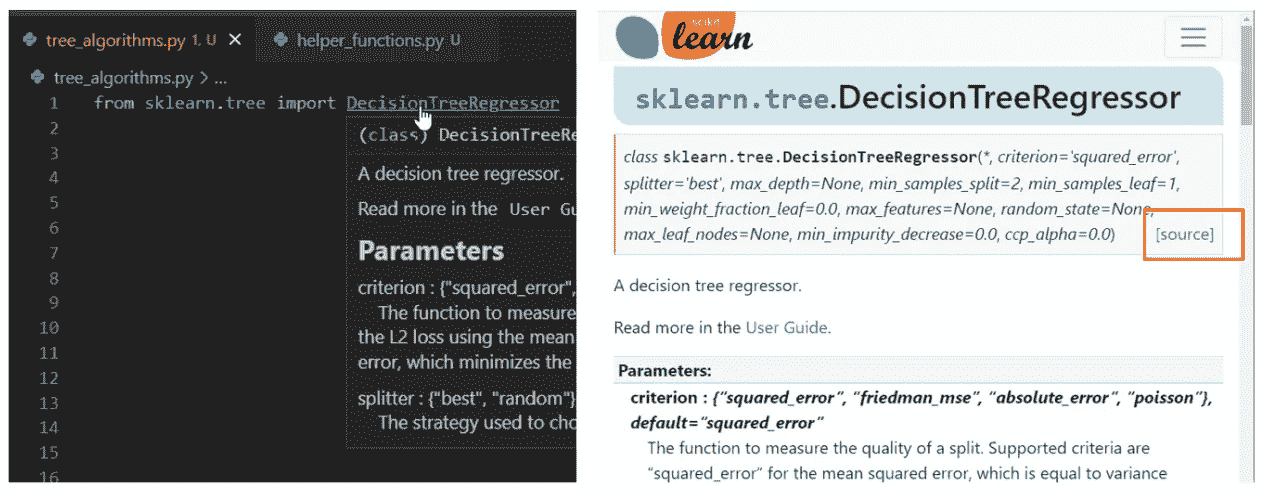 tree_algorithms.py 1, U
helper_functions.py U
tree_algorithms.py > ...
1 from sklearn.tree import DecisionTreeRegressor
2
3
4
5
6
7
8
9
10
11
12
13
14
15
16
(class) DecisionTreeRe
A decision tree regressor.
Read more in the User Gu
Parameters
criterion : {"squared_error",
The function to measure
the L2 loss using the mean
error, which minimizes the
splitter : {"best", "random"}
The strategy used to cho
scikit
learn
sklearn.tree.DecisionTreeRegressor
class sklearn.tree.DecisionTreeRegressor(*, criterion='squared_error',
splitter='best', max_depth=None, min_samples_split=2, min_samples_leaf=1,
min_weight_fraction_leaf=0.0, max_features=None, random_state=None,
max_leaf_nodes=None, min_impurity_decrease=0.0, ccp_alpha=0.0) [source]
A decision tree regressor.
Read more in the User Guide.
Parameters:
criterion : {"squared_error", "friedman_mse", "absolute_error", "poisson"},
default="squared_error"
The function to measure the quality of a split. Supported criteria are
"squared_error" for the mean squared error, which is equal to variance